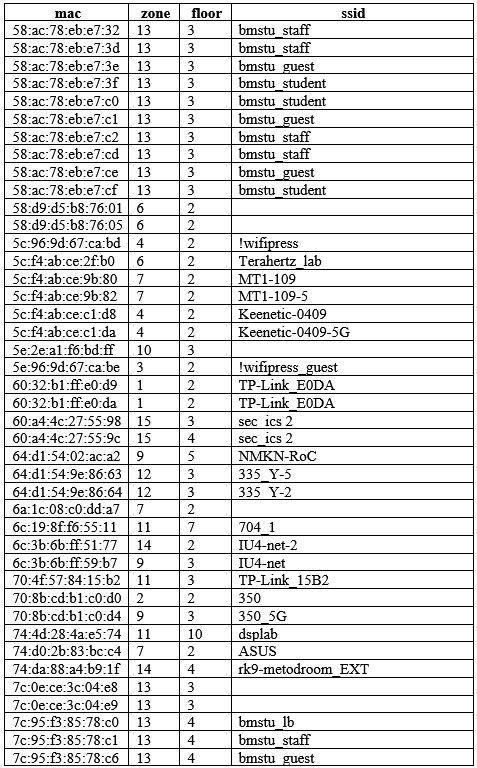 mac zone floor ssid
58:ac:78:eb:e7:32 13 3 bmstu_staff
58:ac:78:eb:e7:3d 13 3 bmstu_staff
58:ac:78:eb:e7:3e 13 3 bmstu_guest
58:ac:78:eb:e7:3f 13 3 bmstu_student
58:ac:78:eb:e7:c0 13 3 bmstu_student
58:ac:78:eb:e7:c1 13 3 bmstu_guest
58:ac:78:eb:e7:c2 13 3 bmstu_staff
58:ac:78:eb:e7:cd 13 3 bmstu_staff
58:ac:78:eb:e7:ce 13 3 bmstu_guest
58:ac:78:eb:e7:cf 13 3 bmstu_student
58:d9:d5:b8:76:01 6 2
58:d9:d5:b8:76:05 6 2
5c:96:9d:67:ca:bd 4 2 !wifipress
5c:f4:ab:ce:2f:b0 6 2 Terahertz_lab
5c:f4:ab:ce:9b:80 7 2 MT1-109
5c:f4:ab:ce:9b:82 7 2 MT1-109-5
5c:f4:ab:ce:c1:d8 4 2 Keenetic-0409
5c:f4:ab:ce:c1:da 4 2 Keenetic-0409-5G
5e:2e:a1:f6:bd:ff 10 3
5e:96:9d:67:ca:be 3 2 !wifipress_guest
60:32:b1:ff:e0:d9 1 2 TP-Link_E0DA
60:32:b1:ff:e0:da 1 2 TP-Link_E0DA
60:a4:4c:27:55:98 15 3 sec_ics 2
60:a4:4c:27:55:9c 15 4 sec_ics 2
64:d1:54:02:ac:a2 9 5 NMKN-RoC
64:d1:54:9e:86:63 12 3 335_Y-5
64:d1:54:9e:86:64 12 3 335_Y-2
6a:1c:08:c0:dd:a7 7 2
6c:19:8f:f6:55:11 11 7 704_1
6c:3b:6b:ff:51:77 14 2 IU4-net-2
6c:3b:6b:ff:59:b7 9 3 IU4-net
70:4f:57:84:15:b2 11 3 TP-Link_15B2
70:8b:cd:b1:c0:d0 2 2 350
70:8b:cd:b1:c0:d4 9 3 350_5G
74:4d:28:4a:e5:74 11 10 dsplab
74:d0:2b:83:bc:c4 7 2 ASUS
74:da:88:a4:b9:1f 14 4 rk9-metodroom_EXT
7c:0e:ce:3c:04:e8 13 3
7c:0e:ce:3c:04:e9 13 3
7c:95:f3:85:78:c0 13 4 bmstu_lb
7c:95:f3:85:78:c1 13 4 bmstu_staff
7c:95:f3:85:78:c6 13 4 bmstu_guest